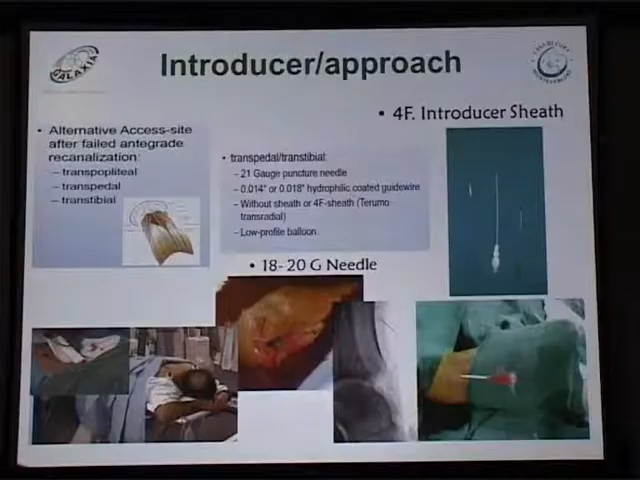 GALAXIA
Introducer/approach
• 4F. Introducer Sheath
• Alternative Access-site
after failed antegrade
recanalization:
– transpopliteal
– transpedal
– transtibial
• transpedal/transtibial:
– 21 Gauge puncture needle
– 0.014" or 0.018" hydrophilic coated guidewire
– Without sheath or 4F-sheath (Terumo
transradial)
– Low-profile balloon
• 18- 20 G Needle